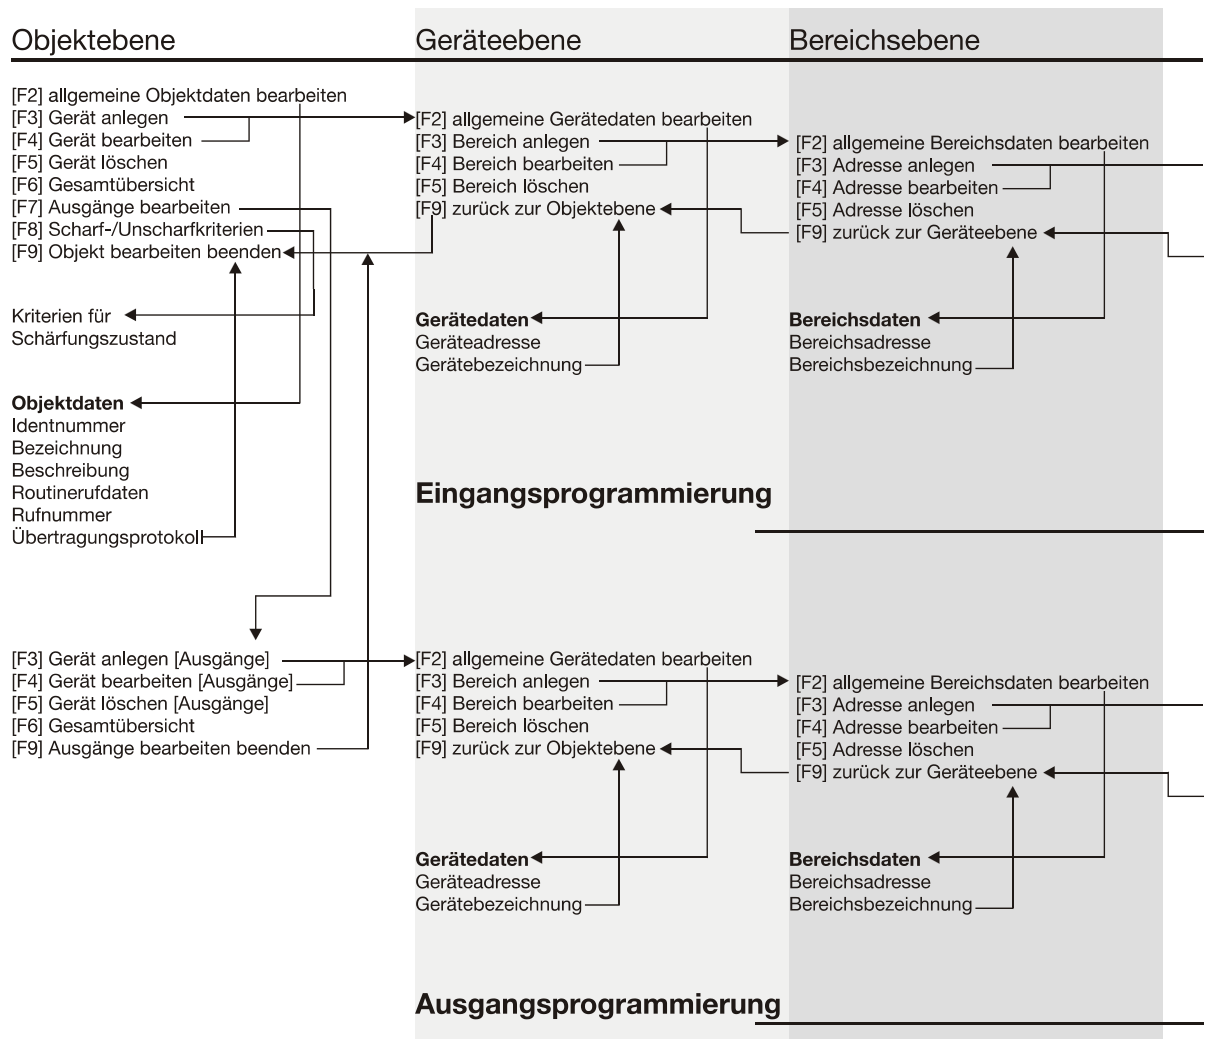 Objektebene
Geräteebene
Bereichsebene
[F2] allgemeine Objektdaten bearbeiten
[F3] Gerät anlegen
[F4] Gerät bearbeiten
[F5] Gerät löschen
[F6] Gesamtübersicht
[F7] Ausgänge bearbeiten
[F8] Scharf-/Unscharfkriterien
[F9] Objekt bearbeiten beenden
Kriterien für
Schärfungszustand
Objektdaten
Identnummer
Bezeichnung
Beschreibung
Routinerufdaten
Rufnummer
Übertragungsprotokoll
[F2] allgemeine Gerätedaten bearbeiten
[F3] Bereich anlegen
[F4] Bereich bearbeiten
[F5] Bereich löschen
[F9] zurück zur Objektebene
Gerätedaten
Geräteadresse
Gerätebezeichnung
[F2] allgemeine Bereichsdaten bearbeiten
[F3] Adresse anlegen
[F4] Adresse bearbeiten
[F5] Adresse löschen
[F9] zurück zur Geräteebene
Bereichsdaten
Bereichsadresse
Bereichsbezeichnung
Eingangsprogrammierung
[F3] Gerät anlegen [Ausgänge]
[F4] Gerät bearbeiten [Ausgänge]
[F5] Gerät löschen [Ausgänge]
[F6] Gesamtübersicht
[F9] Ausgänge bearbeiten beenden
[F2] allgemeine Gerätedaten bearbeiten
[F3] Bereich anlegen
[F4] Bereich bearbeiten
[F5] Bereich löschen
[F9] zurück zur Objektebene
Gerätedaten
Geräteadresse
Gerätebezeichnung
[F2] allgemeine Bereichsdaten bearbeiten
[F3] Adresse anlegen
[F4] Adresse bearbeiten
[F5] Adresse löschen
[F9] zurück zur Geräteebene
Bereichsdaten
Bereichsadresse
Bereichsbezeichnung
Ausgangsprogrammierung